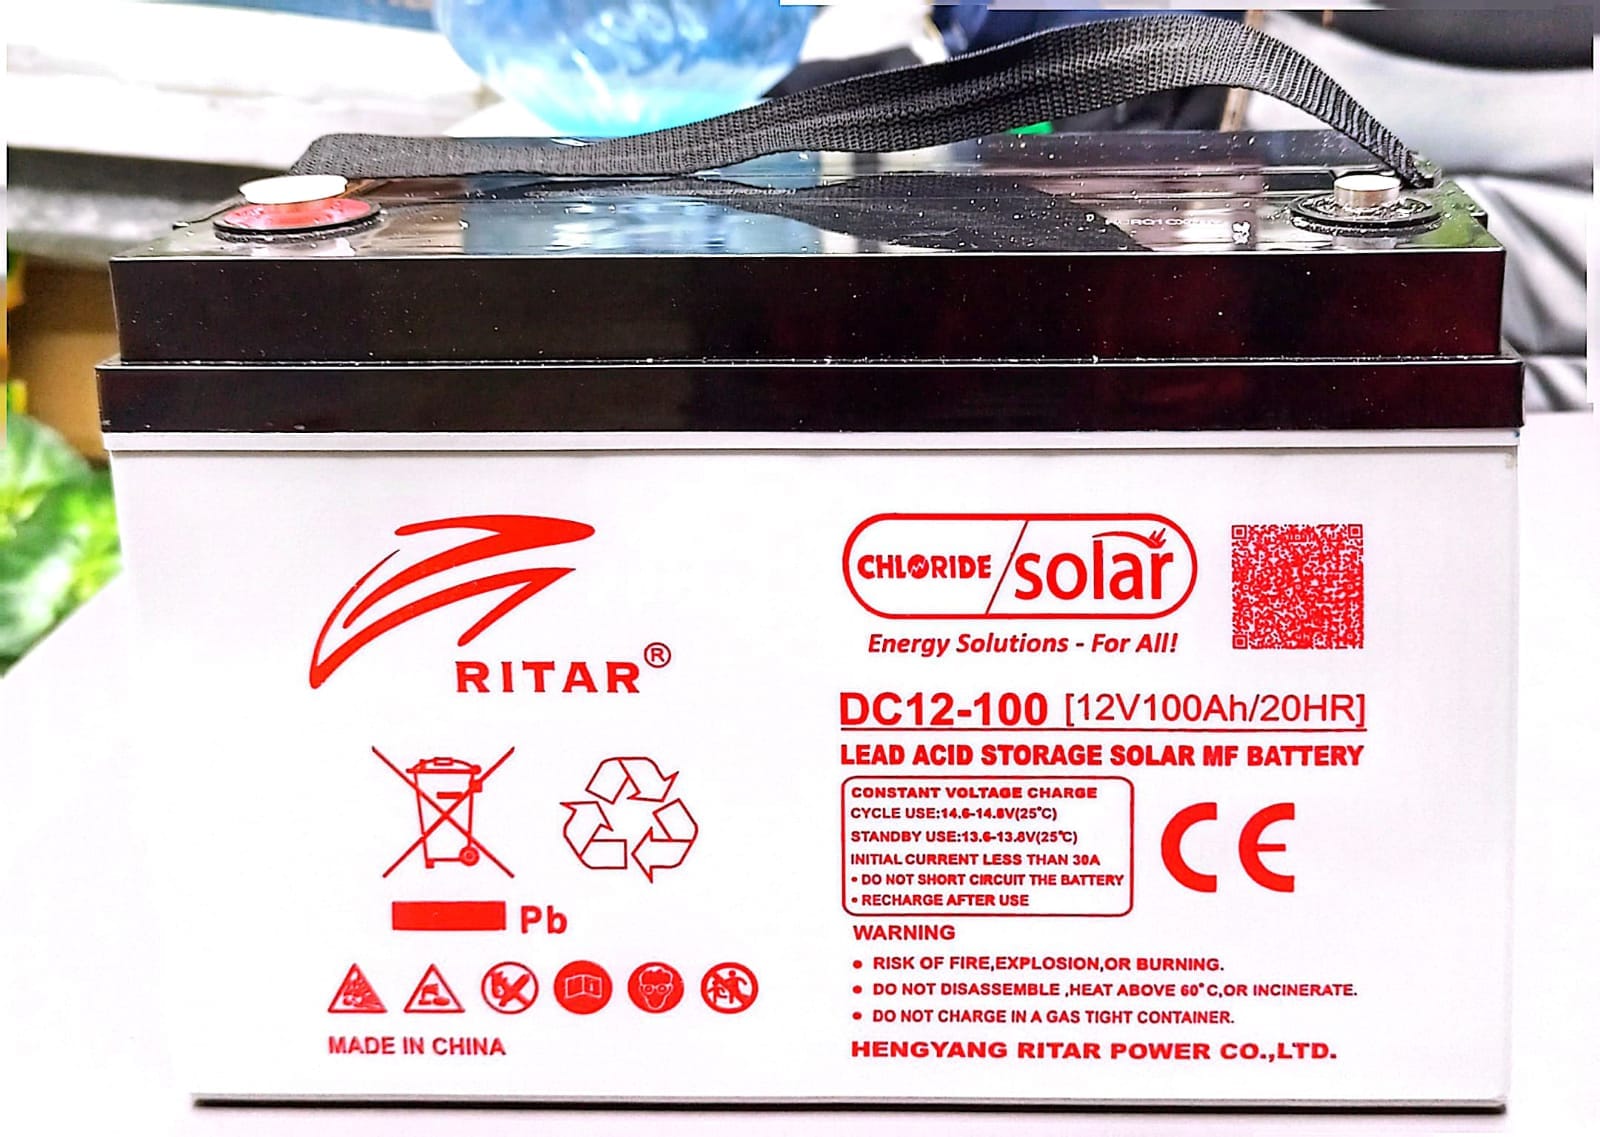 RITAR®
CHLORIDE/solar
Energy Solutions - For All!
DC12-100 [12V100Ah/20HR]
LEAD ACID STORAGE SOLAR MF BATTERY
CONSTANT VOLTAGE CHARGE
CYCLE USE:14.6-14.8V(25°C)
STANDBY USE:13.6-13.8V(25°C)
INITIAL CURRENT LESS THAN 30A
• DO NOT SHORT CIRCUIT THE BATTERY
• RECHARGE AFTER USE
CE
Pb
WARNING
• RISK OF FIRE,EXPLOSION,OR BURNING.
• DO NOT DISASSEMBLE ,HEAT ABOVE 60°C,OR INCINERATE.
• DO NOT CHARGE IN A GAS TIGHT CONTAINER.
MADE IN CHINA
HENGYANG RITAR POWER CO.,LTD.